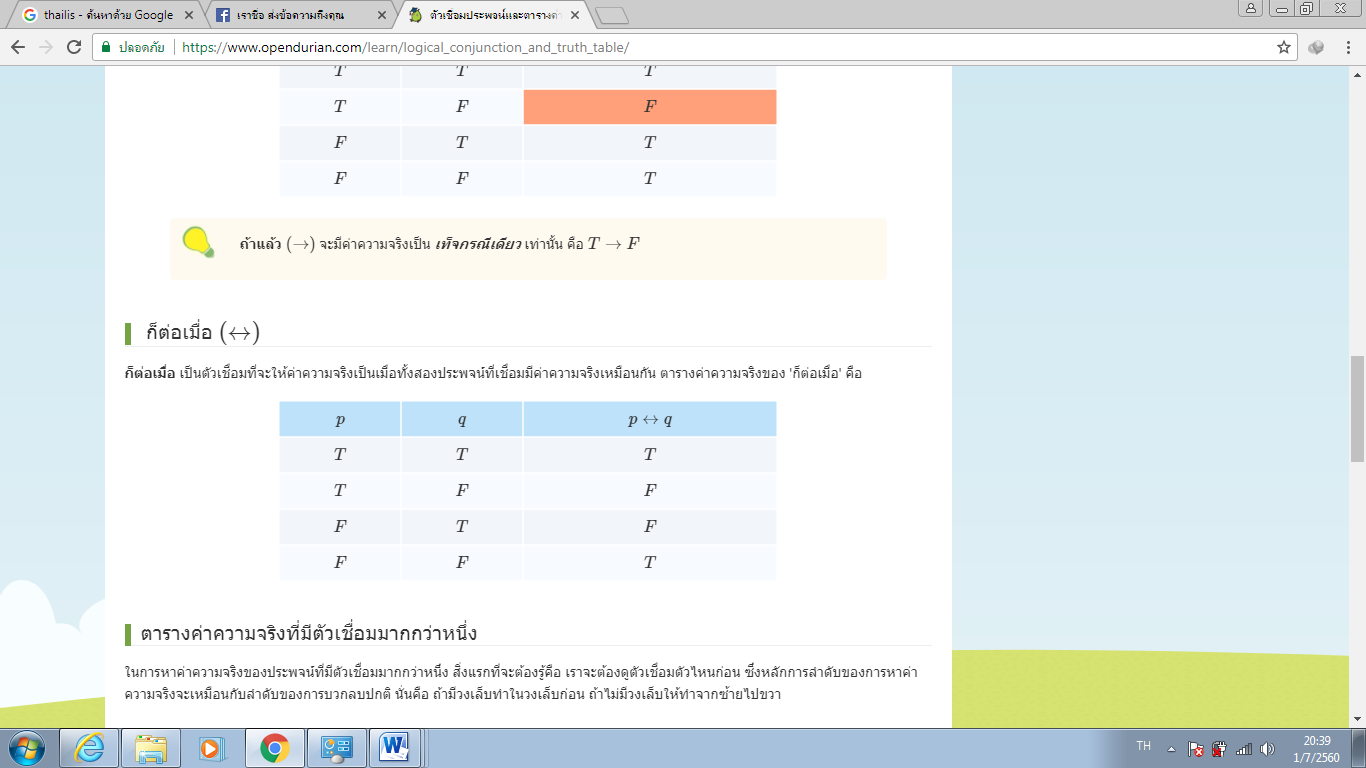 thailis - ค้นหาด้วย Google
เราชื่อ ส่งข้อความถึงคุณ
ตัวเชื่อมประพจน์และตารางค่า
ปลอดภัย https://www.opendurian.com/learn/logical_conjunction_and_truth_table/
T T T
T F F
F T T
F F T
ถ้าแล้ว (→) จะมีค่าความจริงเป็น เท็จกรณีเดียว เท่านั้น คือ T → F
ก็ต่อเมื่อ (↔)
ก็ต่อเมื่อ เป็นตัวเชื่อมที่จะให้ค่าความจริงเป็นเมื่อทั้งสองประพจน์ที่เชื่อมมีค่าความจริงเหมือนกัน ตารางค่าความจริงของ 'ก็ต่อเมื่อ' คือ
p q p ↔ q
T T T
T F F
F T F
F F T
ตารางค่าความจริงที่มีตัวเชื่อมมากกว่าหนึ่ง
ในการหาค่าความจริงของประพจน์ที่มีตัวเชื่อมมากกว่าหนึ่ง สิ่งแรกที่จะต้องรู้คือ เราจะต้องดูตัวเชื่อมตัวไหนก่อน ซึ่งหลักการลำดับของการหาค่า
ความจริงจะเหมือนกับลำดับของการบวกลบปกติ นั่นคือ ถ้ามีวงเล็บทำในวงเล็บก่อน ถ้าไม่มีวงเล็บให้ทำจากซ้ายไปขวา
TH
20:39
1/7/2560